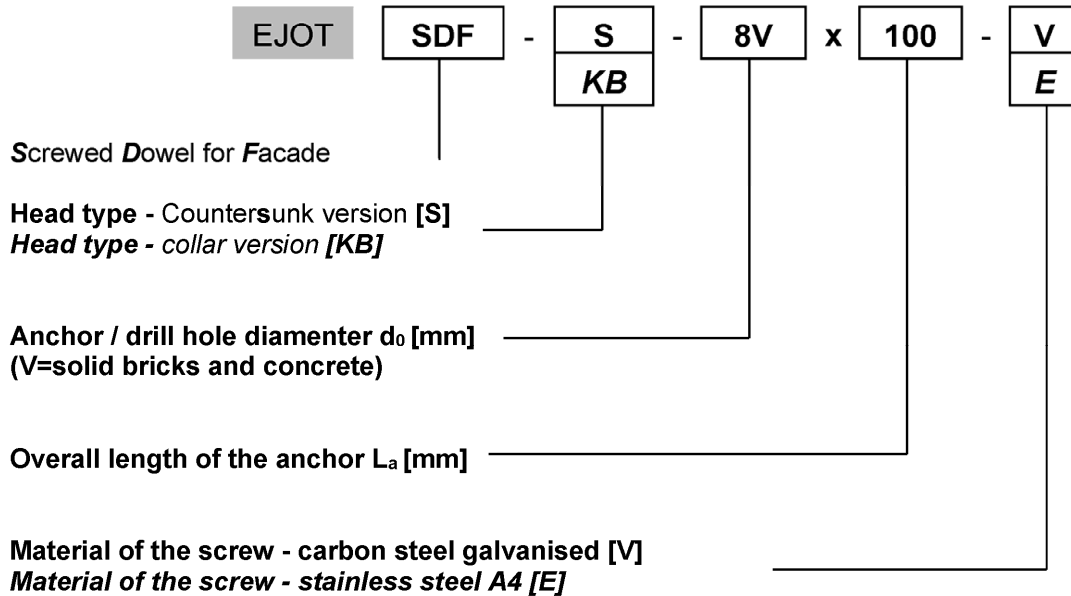 EJOT SDF - S - 8V x 100 - V
KB E
Screwed Dowel for Facade
Head type - Countersunk version [S]
Head type - collar version [KB]
Anchor / drill hole diamenter d0 [mm]
(V=solid bricks and concrete)
Overall length of the anchor La [mm]
Material of the screw - carbon steel galvanised [V]
Material of the screw - stainless steel A4 [E]